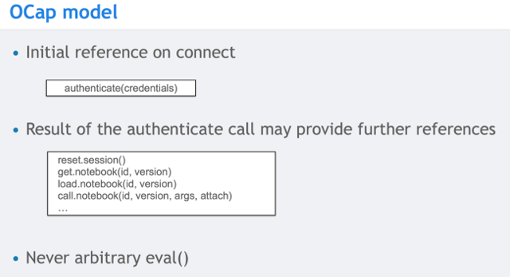 OCap model
• Initial reference on connect
authenticate(credentials)
• Result of the authenticate call may provide further references
reset.session()
get.notebook(id, version)
load.notebook(id, version)
call.notebook(id, version, args, attach)
...
• Never arbitrary eval()